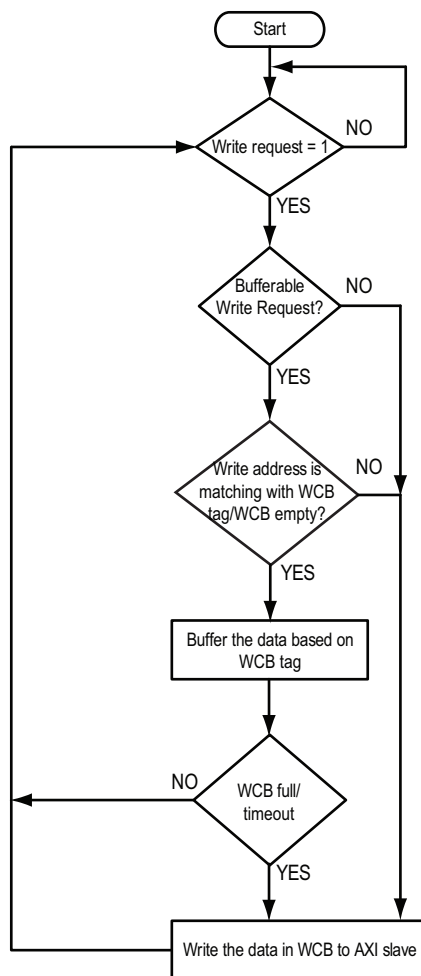 Start
Write request = 1
NO
YES
Bufferable
Write Request?
NO
YES
Write address is
matching with WCB
tag/WCB empty?
NO
YES
Buffer the data based on
WCB tag
NO
WCB full/
timeout
YES
Write the data in WCB to AXI slave